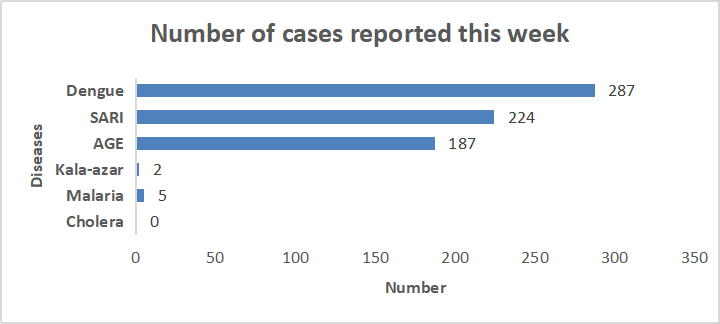 Number of cases reported this week
Diseases
Dengue 287
SARI 224
AGE 187
Kala-azar 2
Malaria 5
Cholera 0
0 50 100 150 200 250 300 350
Number